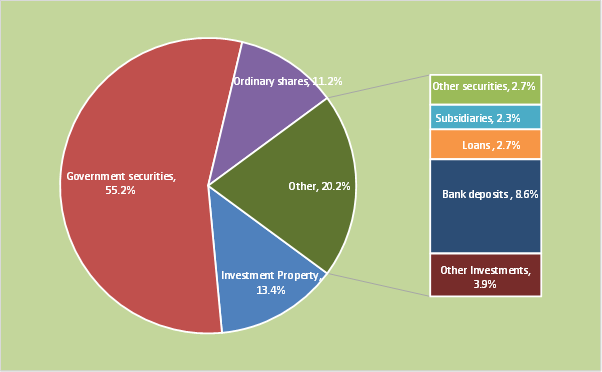 Ordinary shares, 11.2%
Government securities,
55.2%
Other, 20.2%
Investment Property,
13.4%
Other securities, 2.7%
Subsidiaries, 2.3%
Loans , 2.7%
Bank deposits , 8.6%
Other Investments,
3.9%